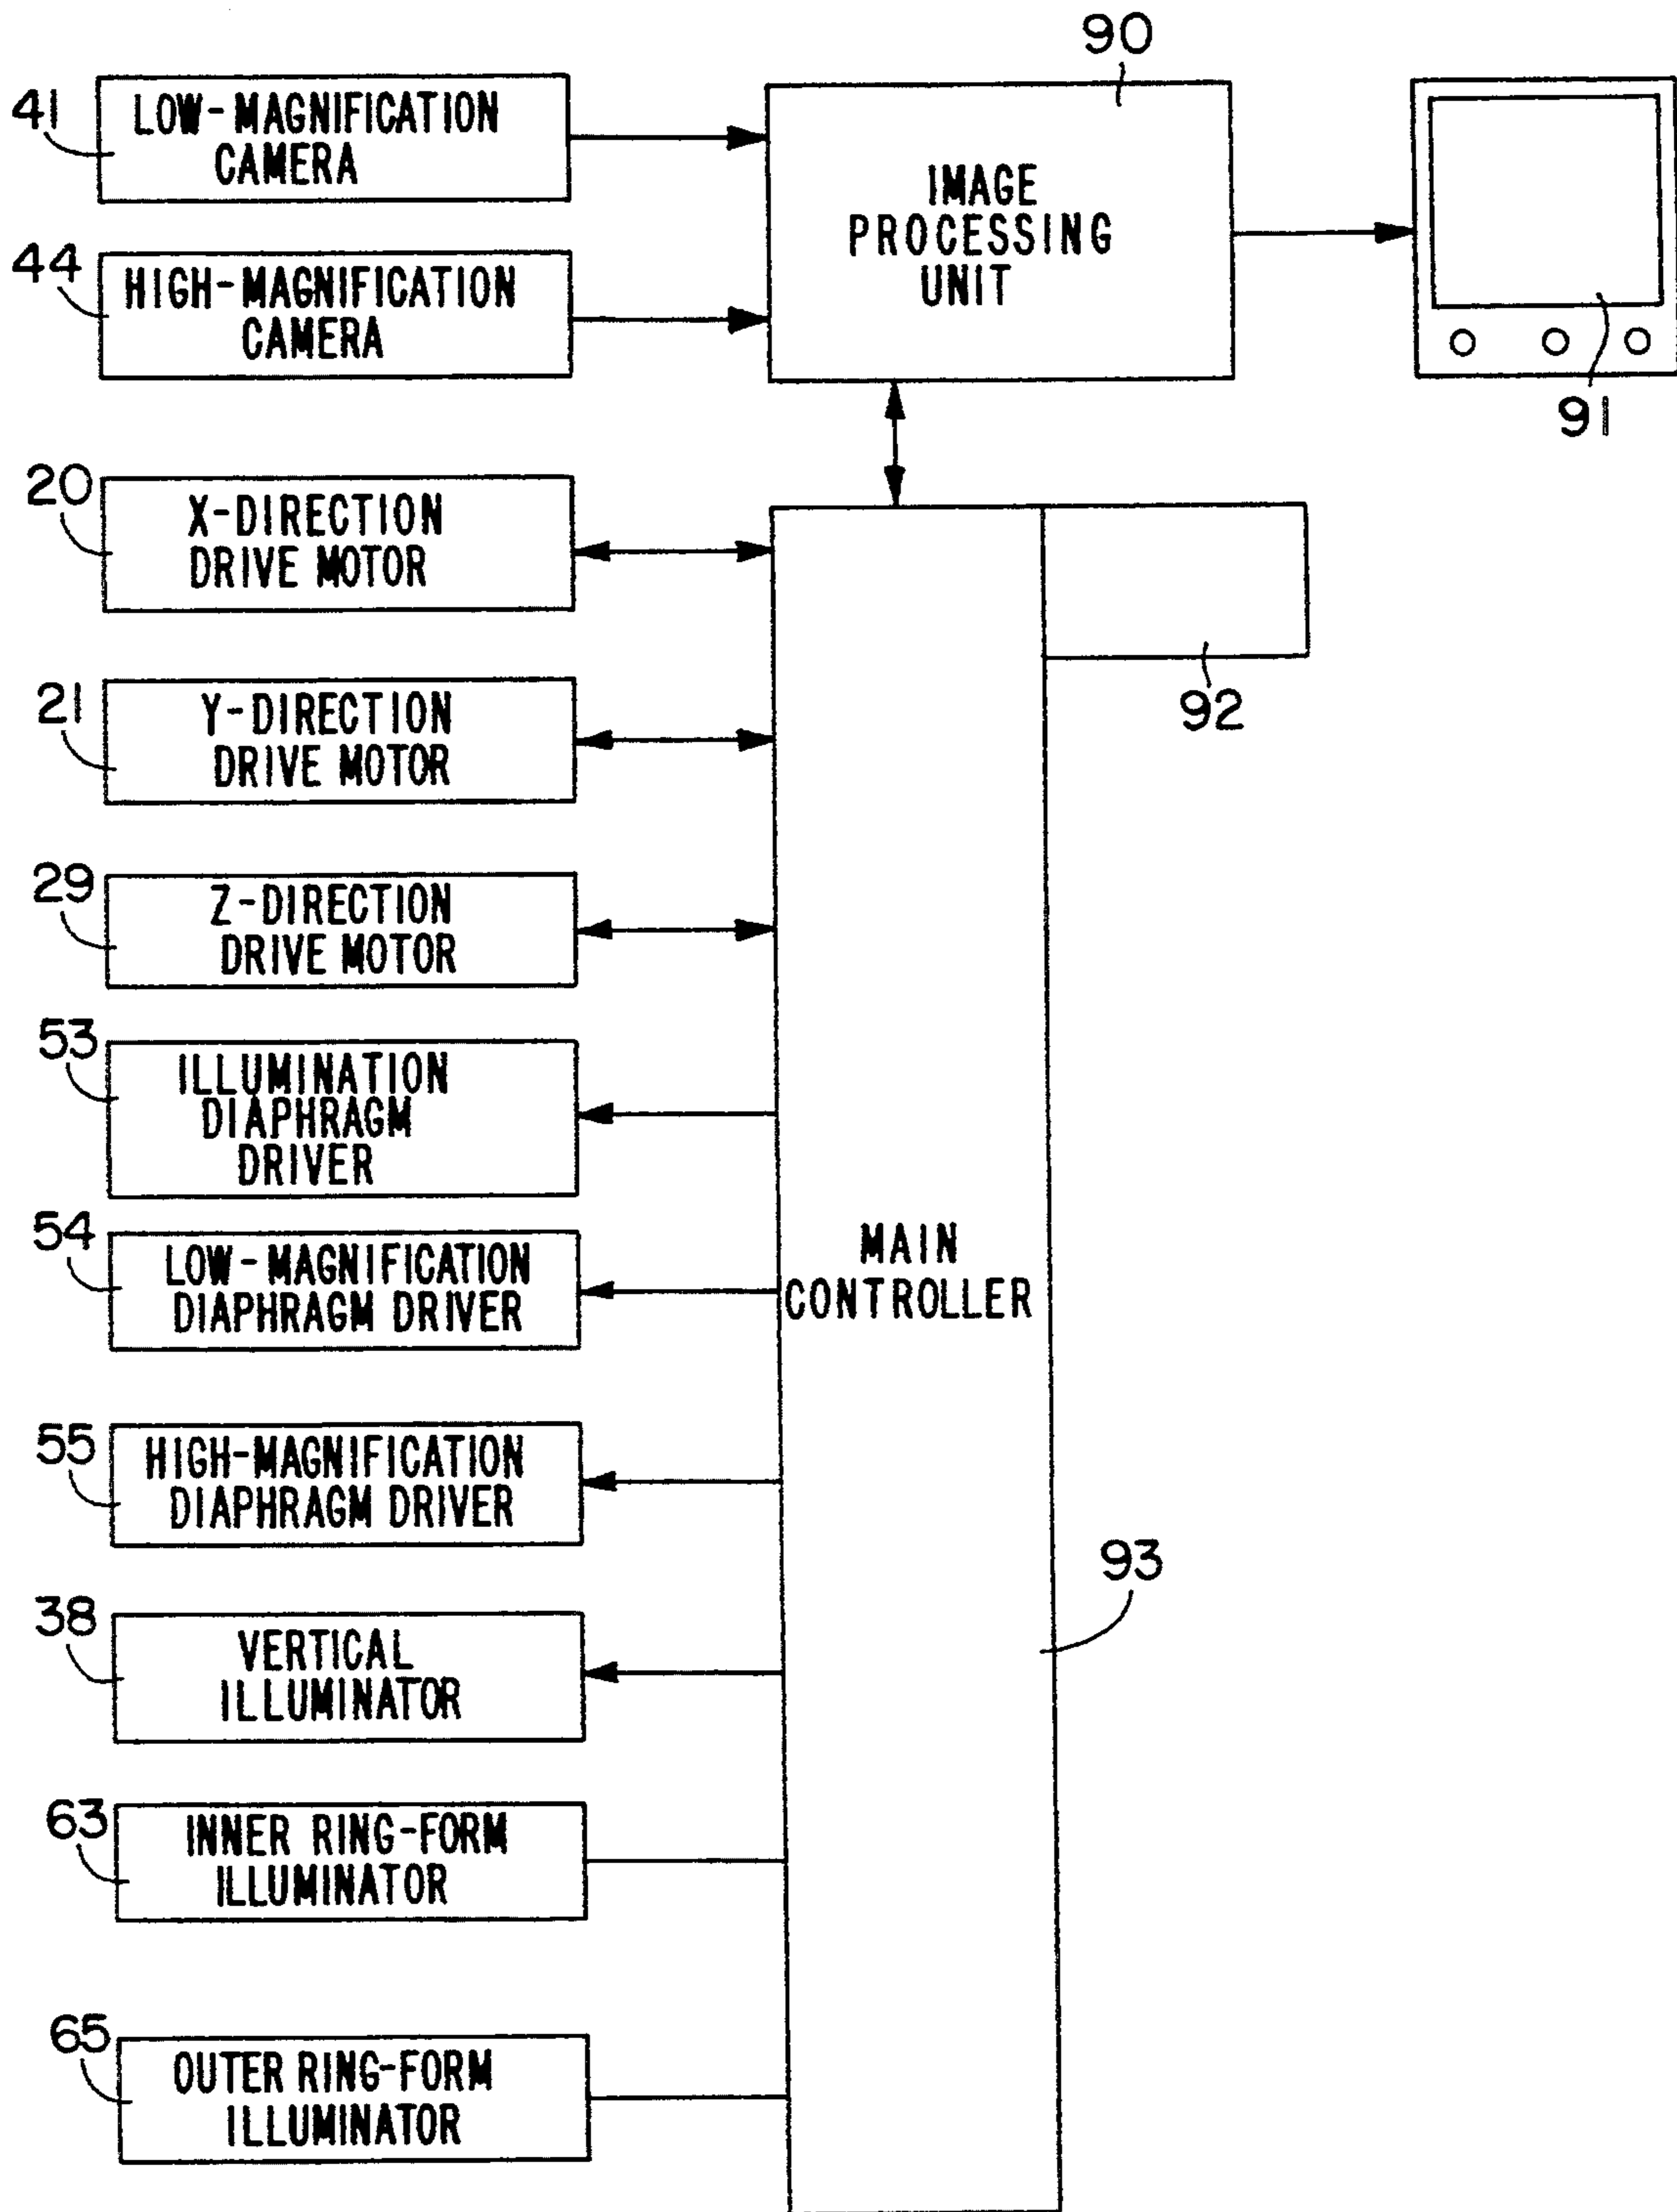 90
41
LOW-MAGNIFICATION
CAMERA
IMAGE
PROCESSING
UNIT
44
HIGH-MAGNIFICATION
CAMERA
91
20
X-DIRECTION
DRIVE MOTOR
92
21
Y-DIRECTION
DRIVE MOTOR
29
Z-DIRECTION
DRIVE MOTOR
53
ILLUMINATION
DIAPHRAGM
DRIVER
54
LOW-MAGNIFICATION
DIAPHRAGM DRIVER
MAIN
CONTROLLER
55
HIGH-MAGNIFICATION
DIAPHRAGM DRIVER
93
38
VERTICAL
ILLUMINATOR
63
INNER RING-FORM
ILLUMINATOR
65
OUTER RING-FORM
ILLUMINATOR